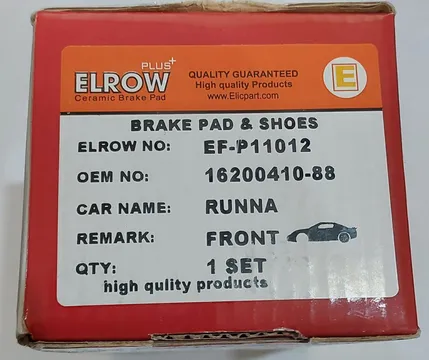 PLUS+
ELROW
Ceramic Brake Pad
QUALITY GUARANTEED
High quality Products
www.Elicpart.com
E
BRAKE PAD & SHOES
ELROW NO: EF-P11012
OEM NO: 16200410-88
CAR NAME: RUNNA
REMARK: FRONT
QTY: 1 SET
high qulity products